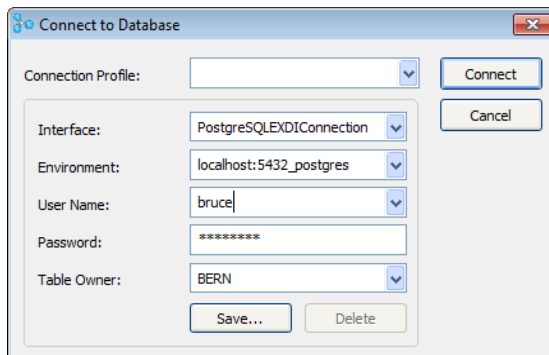 Connect to Database
Connection Profile:
Connect
Cancel
Interface: PostgreSQLEXDIConnection
Environment: localhost:5432_postgres
User Name: bruce
Password: ********
Table Owner: BERN
Save... Delete